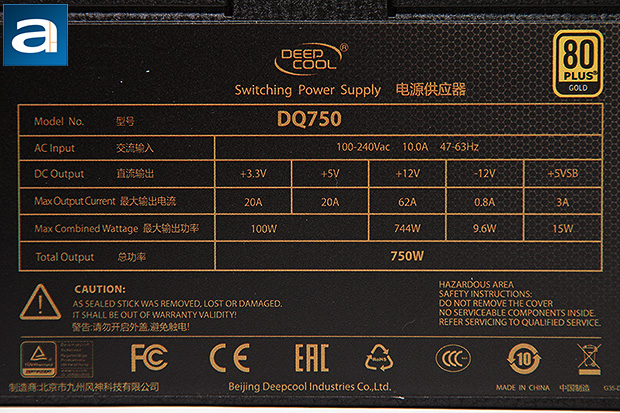 a
DEEP
COOL ®
80
PLUS
GOLD
Switching Power Supply 电源供应器
Model No. 型号 DQ750
AC Input 交流输入 100-240Vac 10.0A 47-63Hz
DC Output 直流输出 +3.3V +5V +12V -12V +5VSB
Max Output Current 最大输出电流 20A 20A 62A 0.8A 3A
Max Combined Wattage 最大输出功率 100W 744W 9.6W 15W
Total Output 总功率 750W
CAUTION:
AS SEALED STICK WAS REMOVED, LOST OR DAMAGED.
IT SHALL BE OUT OF WARRANTY VALIDITY!
警告:请勿开启外盖,避免触电!
HAZARDOUS AREA
SAFETY INSTRUCTIONS:
DO NOT REMOVE THE COVER
NO SERVICEABLE COMPONENTS INSIDE.
REFER SERVICING TO QUALIFIED SERVICE.
FC CE EAC CCC 10
制造商:北京市九州风神科技有限公司
Beijing Deepcool Industries Co.,Ltd.
MADE IN CHINA 中国制造